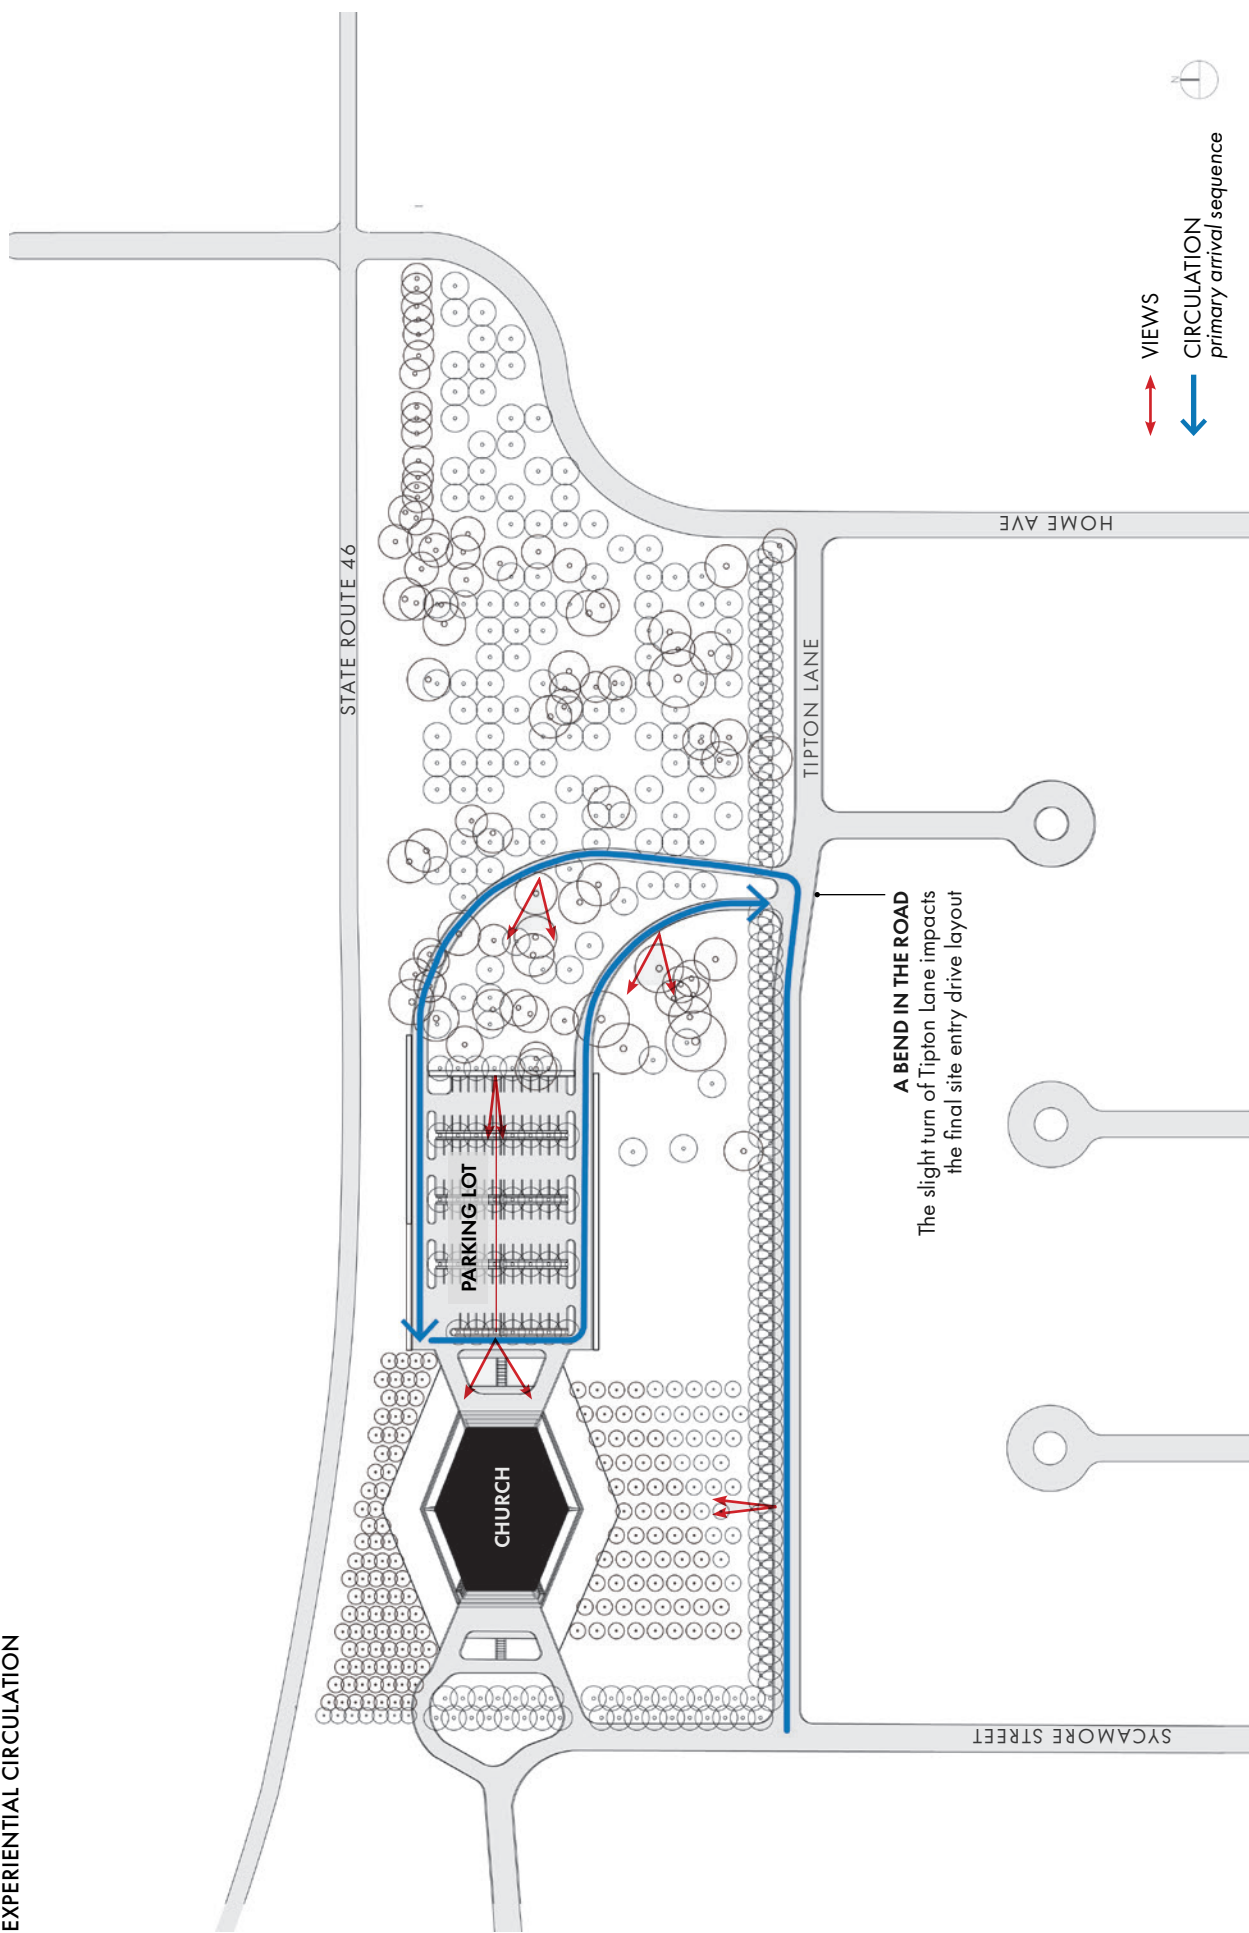 EXPERIENTIAL CIRCULATION
STATE ROUTE 46
PARKING LOT
CHURCH
TIPTON LANE
HOME AVE
SYCAMORE STREET
A BEND IN THE ROAD
The slight turn of Tipton Lane impacts
the final site entry drive layout
VIEWS
CIRCULATION
primary arrival sequence
N